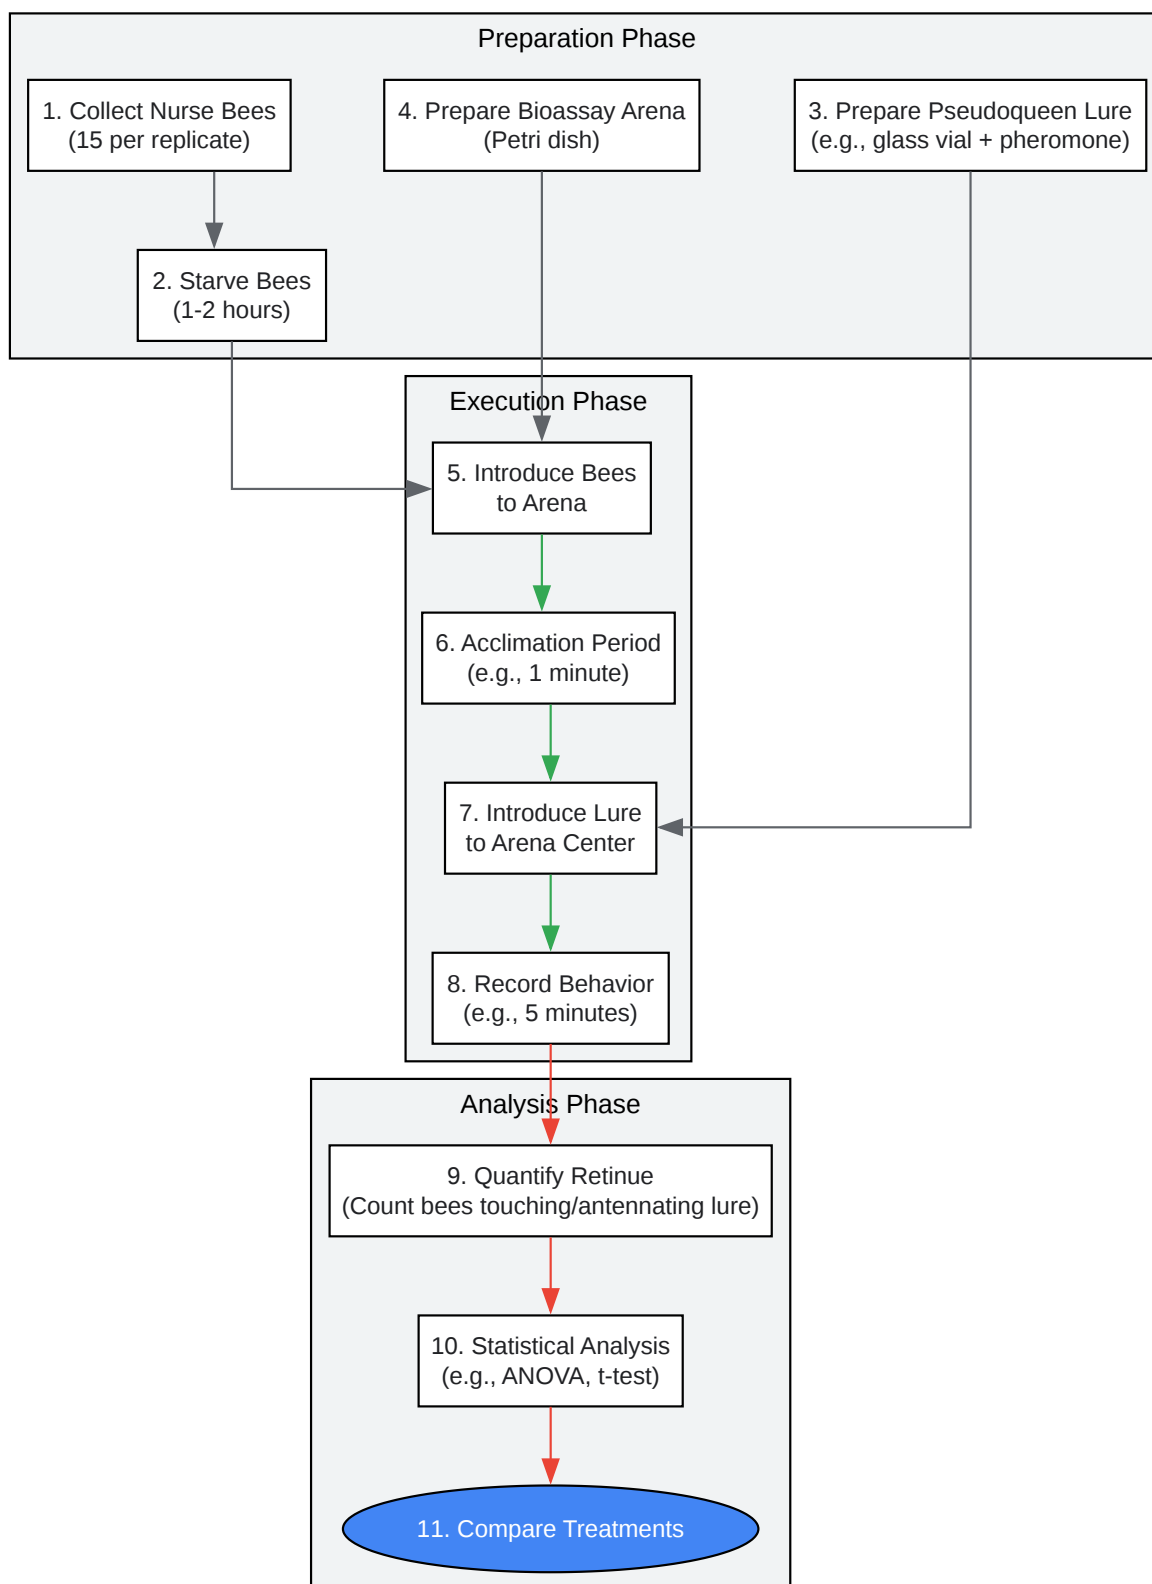 Preparation Phase
1. Collect Nurse Bees
(15 per replicate)
4. Prepare Bioassay Arena
(Petri dish)
3. Prepare Pseudoqueen Lure
(e.g., glass vial + pheromone)
2. Starve Bees
(1-2 hours)
Execution Phase
5. Introduce Bees
to Arena
6. Acclimation Period
(e.g., 1 minute)
7. Introduce Lure
to Arena Center
8. Record Behavior
(e.g., 5 minutes)
Analysis Phase
9. Quantify Retinue
(Count bees touching/antennating lure)
10. Statistical Analysis
(e.g., ANOVA, t-test)
11. Compare Treatments